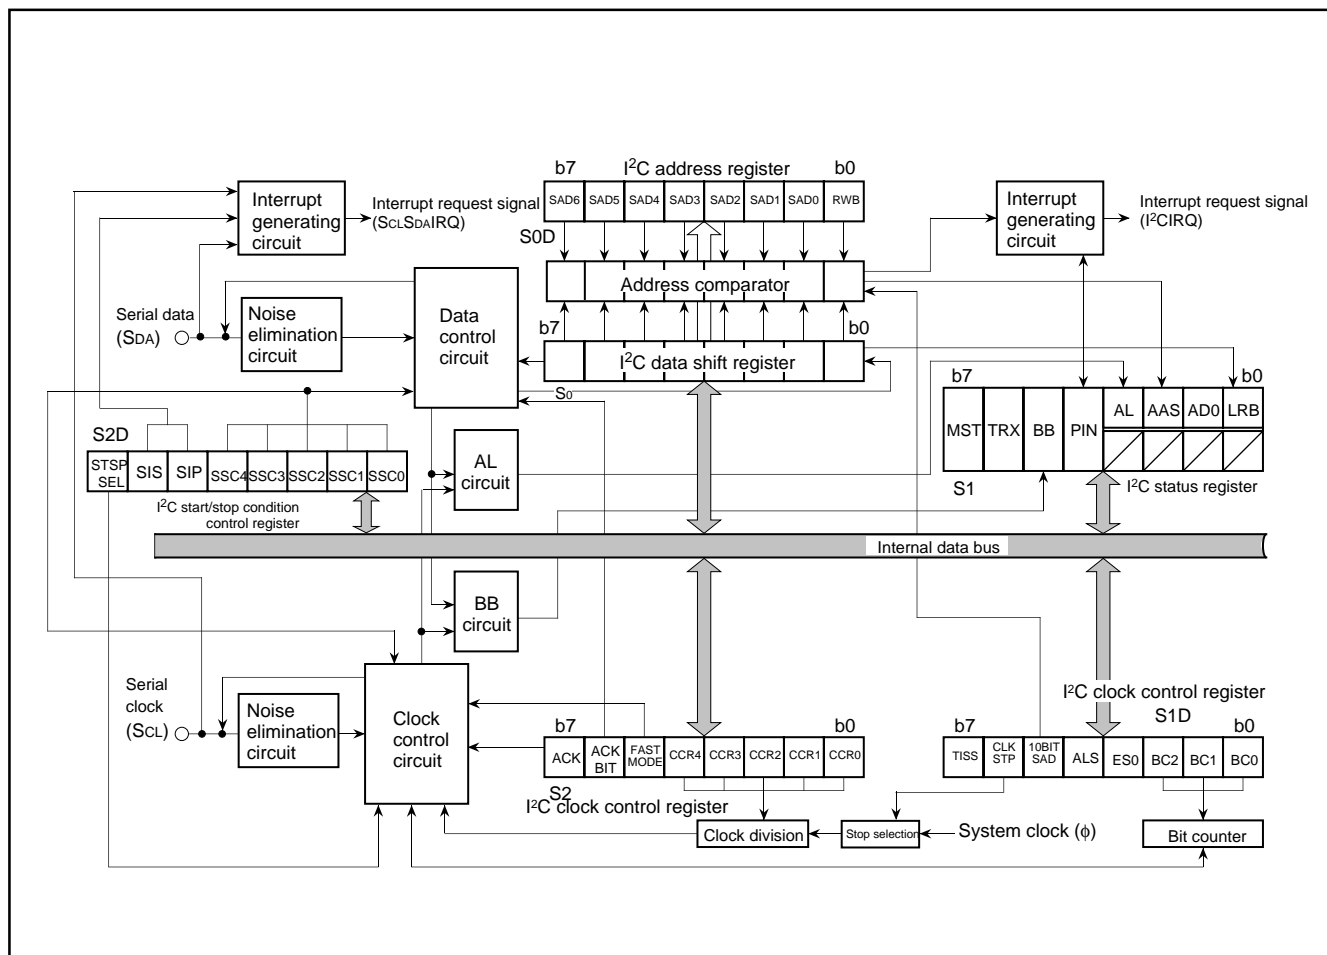 b7 I²C address register b0
SAD6 SAD5 SAD4 SAD3 SAD2 SAD1 SAD0 RWB
S0D
Interrupt
generating
circuit
Interrupt request signal
(SCLSDAIRQ)
Interrupt
generating
circuit
Interrupt request signal
(I²CIRQ)
Address comparator
Serial data
(SDA)
Noise
elimination
circuit
Data
control
circuit
b7 b0
I²C data shift register
S0
b7 b0
MST TRX BB PIN AL AAS AD0 LRB
S1
I²C status register
S2D
STSP
SEL
SIS SIP SSC4 SSC3 SSC2 SSC1 SSC0
I²C start/stop condition
control register
AL
circuit
Internal data bus
BB
circuit
Serial
clock
(SCL)
Noise
elimination
circuit
Clock
control
circuit
b7 b0
ACK
ACK
BIT
FAST
MODE
CCR4 CCR3 CCR2 CCR1 CCR0
S2
I²C clock control register
I²C clock control register
S1D
b7 b0
TISS
CLK
STP
10BIT
SAD
ALS ES0 BC2 BC1 BC0
Clock division
Stop selection
System clock (ϕ)
Bit counter